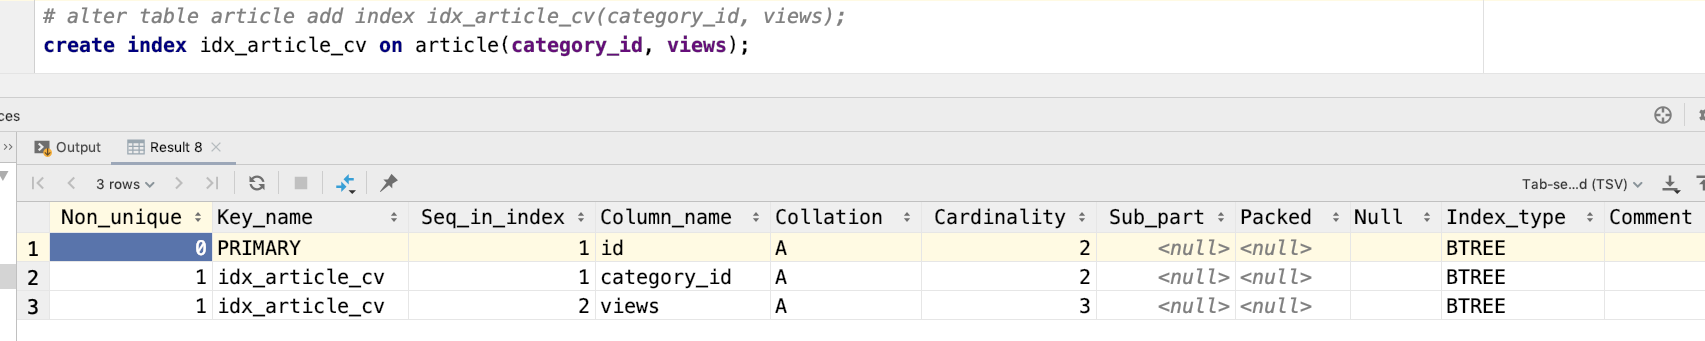 # alter table article add index idx_article_cv(category_id, views);
create index idx_article_cv on article(category_id, views);
ces
Output Result 8
3 rows Tab-se...d (TSV)
Non_unique Key_name Seq_in_index Column_name Collation Cardinality Sub_part Packed Null Index_type Comment
1 0 PRIMARY 1 id A 2 <null> <null> BTREE
2 1 idx_article_cv 1 category_id A 2 <null> <null> BTREE
3 1 idx_article_cv 2 views A 3 <null> <null> BTREE